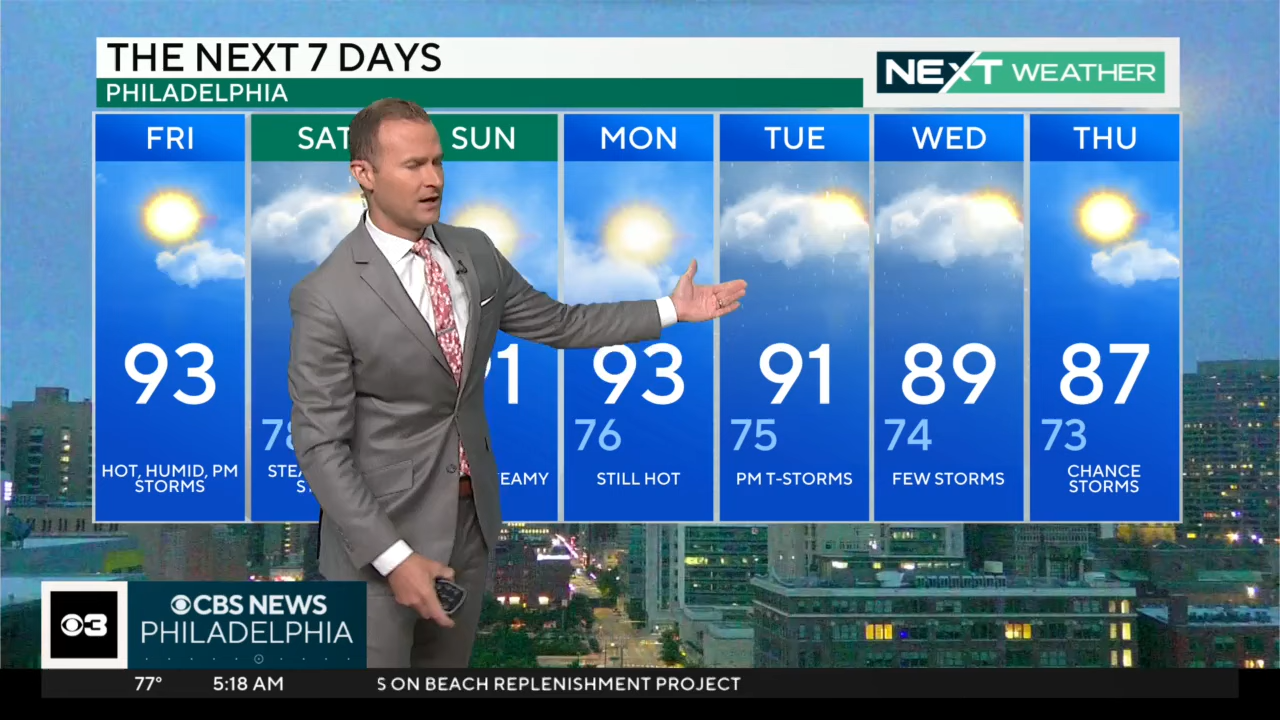 THE NEXT 7 DAYS
NEXT WEATHER
PHILADELPHIA
FRI
SAT
SUN
MON
TUE
WED
THU
93
93
91
89
87
76
75
74
73
HOT, HUMID, PM
STORMS
STILL HOT
PM T-STORMS
FEW STORMS
CHANCE
STORMS
3
CBS NEWS
PHILADELPHIA
77° 5:18 AM S ON BEACH REPLENISHMENT PROJECT